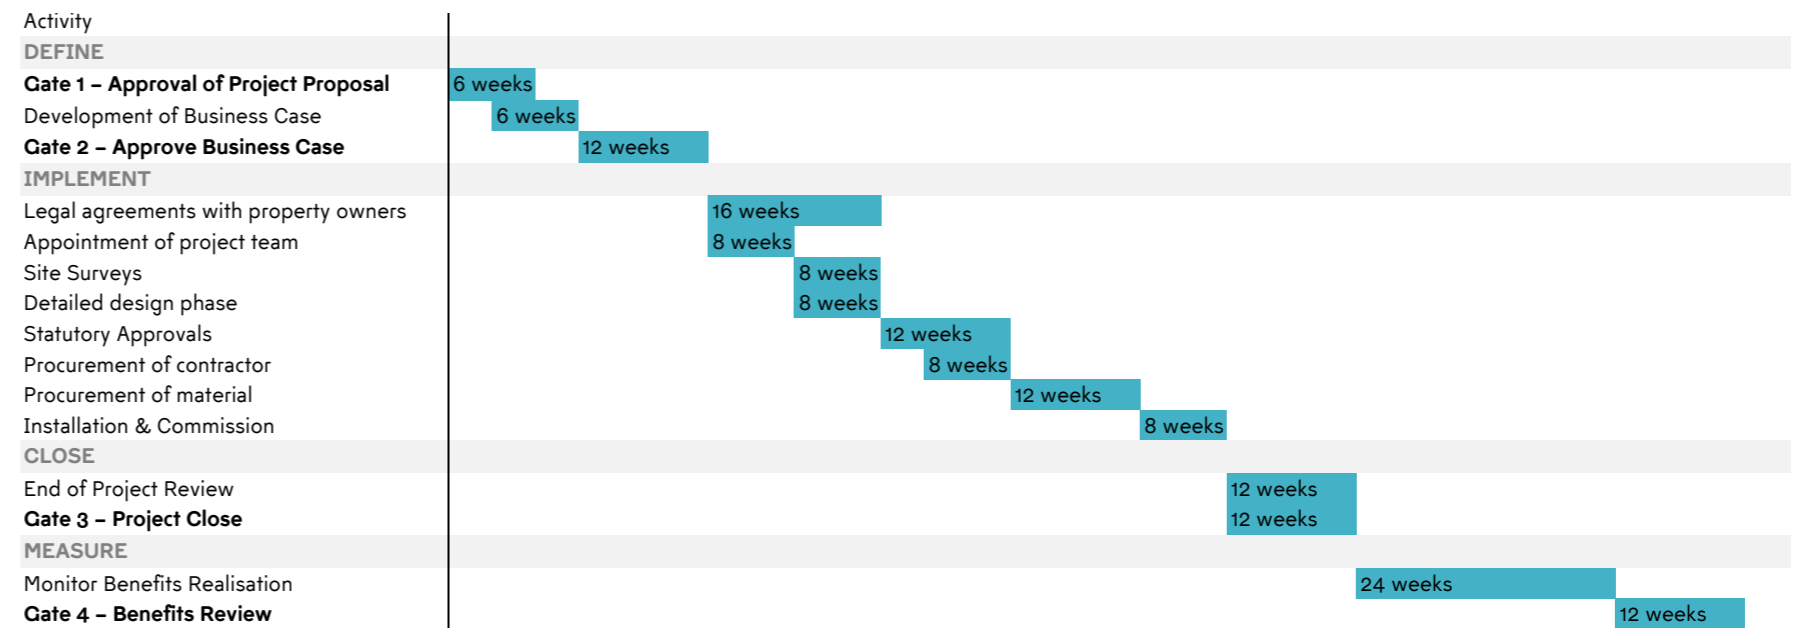 Activity
DEFINE
Gate 1 – Approval of Project Proposal 6 weeks
Development of Business Case 6 weeks
Gate 2 – Approve Business Case 12 weeks
IMPLEMENT
Legal agreements with property owners 16 weeks
Appointment of project team 8 weeks
Site Surveys 8 weeks
Detailed design phase 8 weeks
Statutory Approvals 12 weeks
Procurement of contractor 8 weeks
Procurement of material 12 weeks
Installation & Commission 8 weeks
CLOSE
End of Project Review 12 weeks
Gate 3 – Project Close 12 weeks
MEASURE
Monitor Benefits Realisation 24 weeks
Gate 4 – Benefits Review 12 weeks